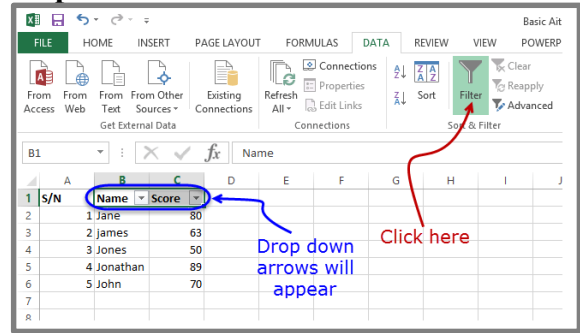 Basic Ait
FILE HOME INSERT PAGE LAYOUT FORMULAS DATA REVIEW VIEW POWERP
From Access
From Web
From Text
From Other Sources
Existing Connections
Refresh All
Connections
Properties
Edit Links
Sort
Filter
Clear
Reapply
Advanced
Get External Data
Connections
Sort & Filter
B1 fx Name
A B C D E F G H I J
1 S/N Name Score
2 1 Jane 80
3 2 james 63
4 3 Jones 50
5 4 Jonathan 89
6 5 John 70
7
8
Drop down
arrows will
appear
Click here